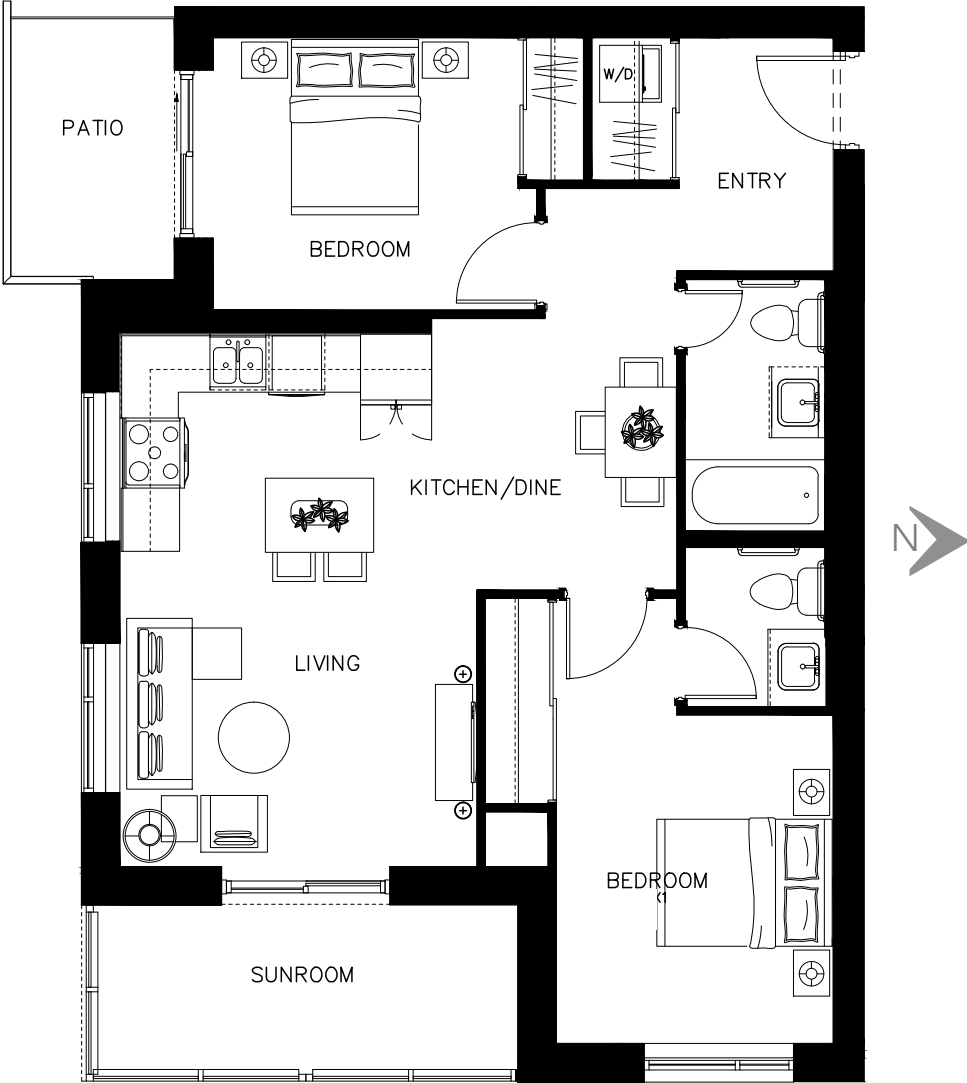 W/D
PATIO
ENTRY
BEDROOM
KITCHEN/DINE
N
LIVING
BEDROOM
SUNROOM